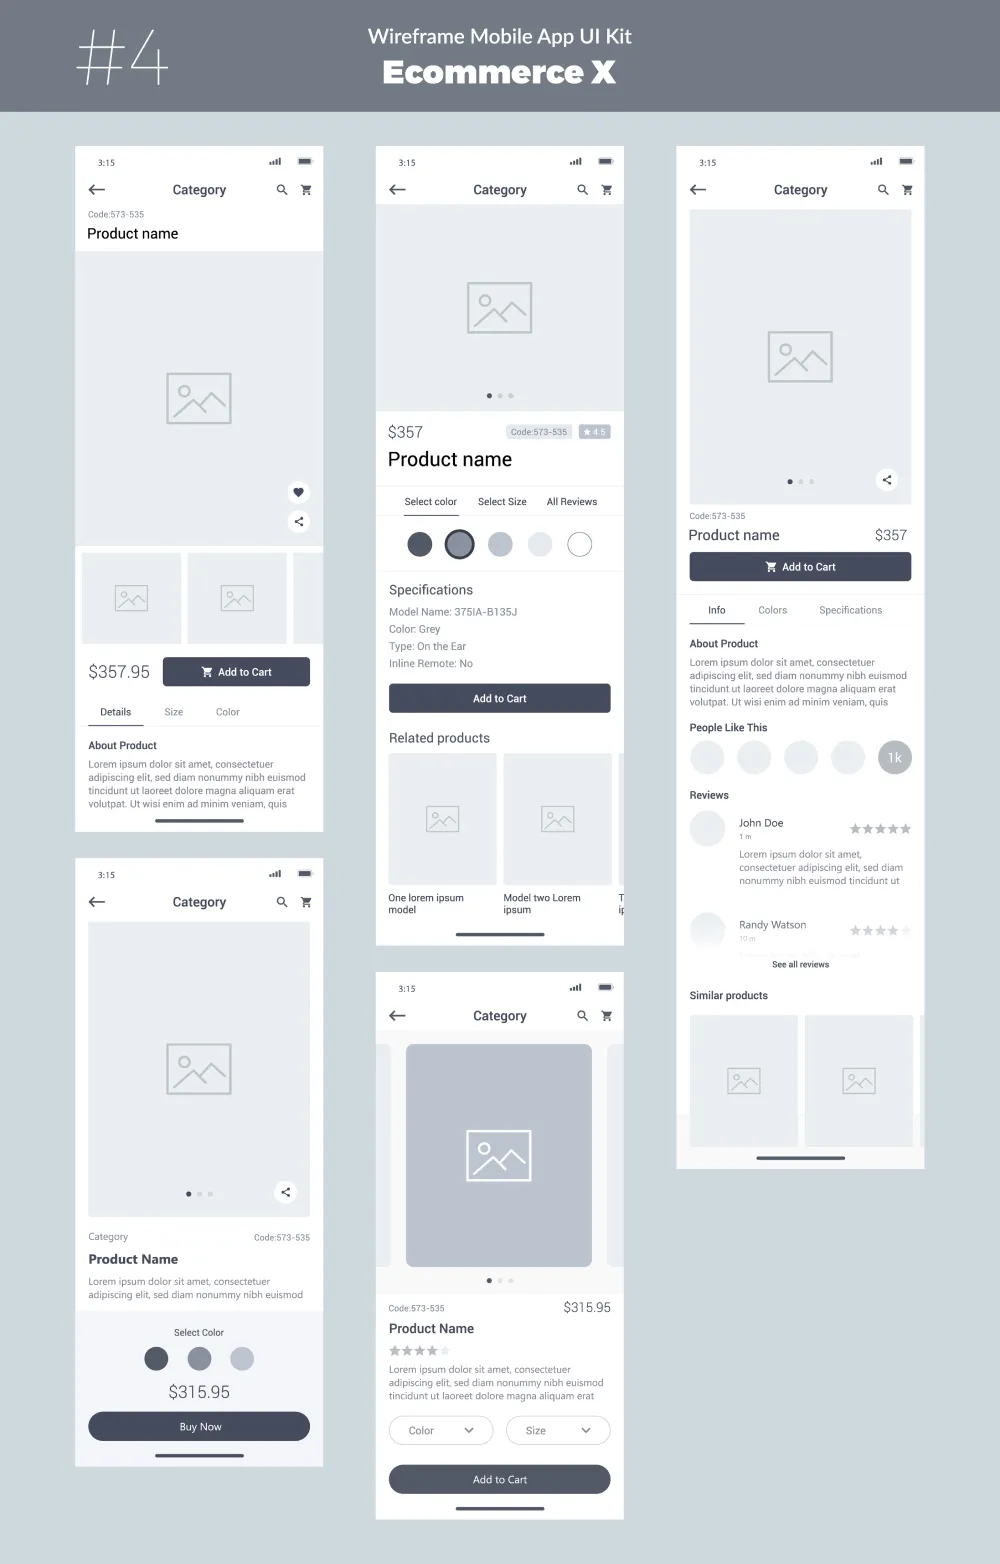 #4
Wireframe Mobile App UI Kit
Ecommerce X
3:15
Category
Code:573-535
Product name
$357.95
Add to Cart
Details Size Color
About Product
Lorem ipsum dolor sit amet, consectetuer
adipiscing elit, sed diam nonummy nibh euismod
tincidunt ut laoreet dolore magna aliquam erat
volutpat. Ut wisi enim ad minim veniam, quis
3:15
Category
Category Code:573-535
Product Name
Lorem ipsum dolor sit amet, consectetuer
adipiscing elit, sed diam nonummy nibh euismod
Select Color
$315.95
Buy Now
3:15
Category
$357 Code:573-535 ★ 4.5
Product name
Select color Select Size All Reviews
Specifications
Model Name: 375IA-B135J
Color: Grey
Type: On the Ear
Inline Remote: No
Add to Cart
Related products
One lorem ipsum
model
Model two Lorem
ipsum
3:15
Category
Code:573-535 $315.95
Product Name
Lorem ipsum dolor sit amet, consectetuer
adipiscing elit, sed diam nonummy nibh euismod
tincidunt ut laoreet dolore magna aliquam erat
Color Size
Add to Cart
3:15
Category
Code:573-535
Product name $357
Add to Cart
Info Colors Specifications
About Product
Lorem ipsum dolor sit amet, consectetuer
adipiscing elit, sed diam nonummy nibh euismod
tincidunt ut laoreet dolore magna aliquam erat
volutpat. Ut wisi enim ad minim veniam, quis
People Like This
1k
Reviews
John Doe
1 m
Lorem ipsum dolor sit amet,
consectetuer adipiscing elit, sed diam
nonummy nibh euismod tincidunt ut
Randy Watson
10 m
See all reviews
Similar products